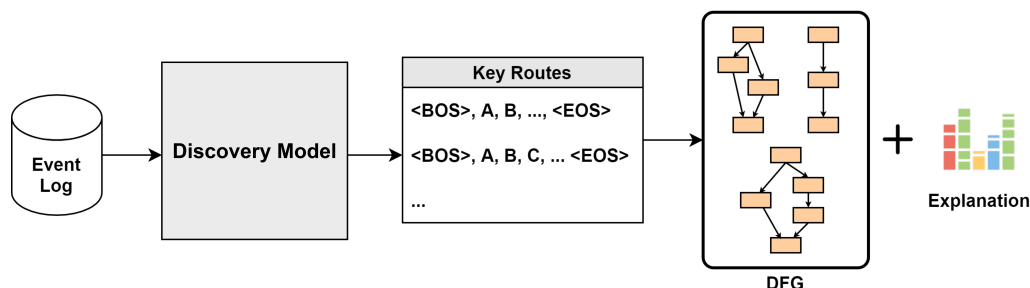 Event
Log
Discovery Model
Key Routes
<BOS>, A, B, ..., <EOS>
<BOS>, A, B, C, ... <EOS>
...
DFG
Explanation